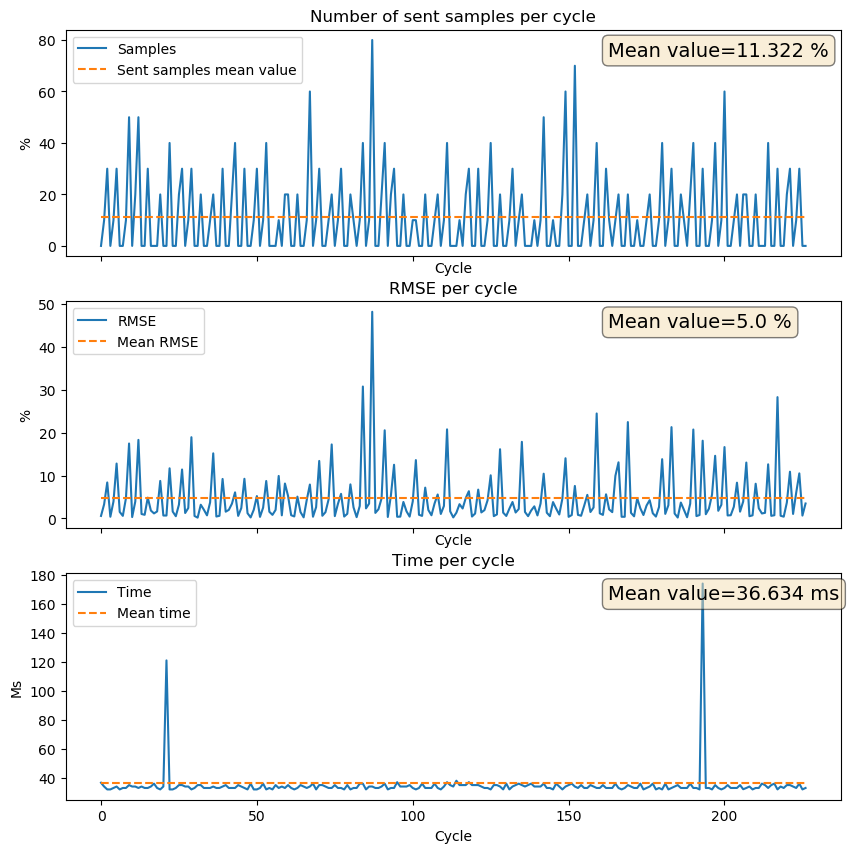 Number of sent samples per cycle
Samples
Sent samples mean value
Mean value=11.322 %
80
60
40
20
0
%
Cycle
RMSE per cycle
RMSE
Mean RMSE
Mean value=5.0 %
50
40
30
20
10
0
%
Cycle
Time per cycle
Time
Mean time
Mean value=36.634 ms
180
160
140
120
100
80
60
40
Ms
0 50 100 150 200
Cycle